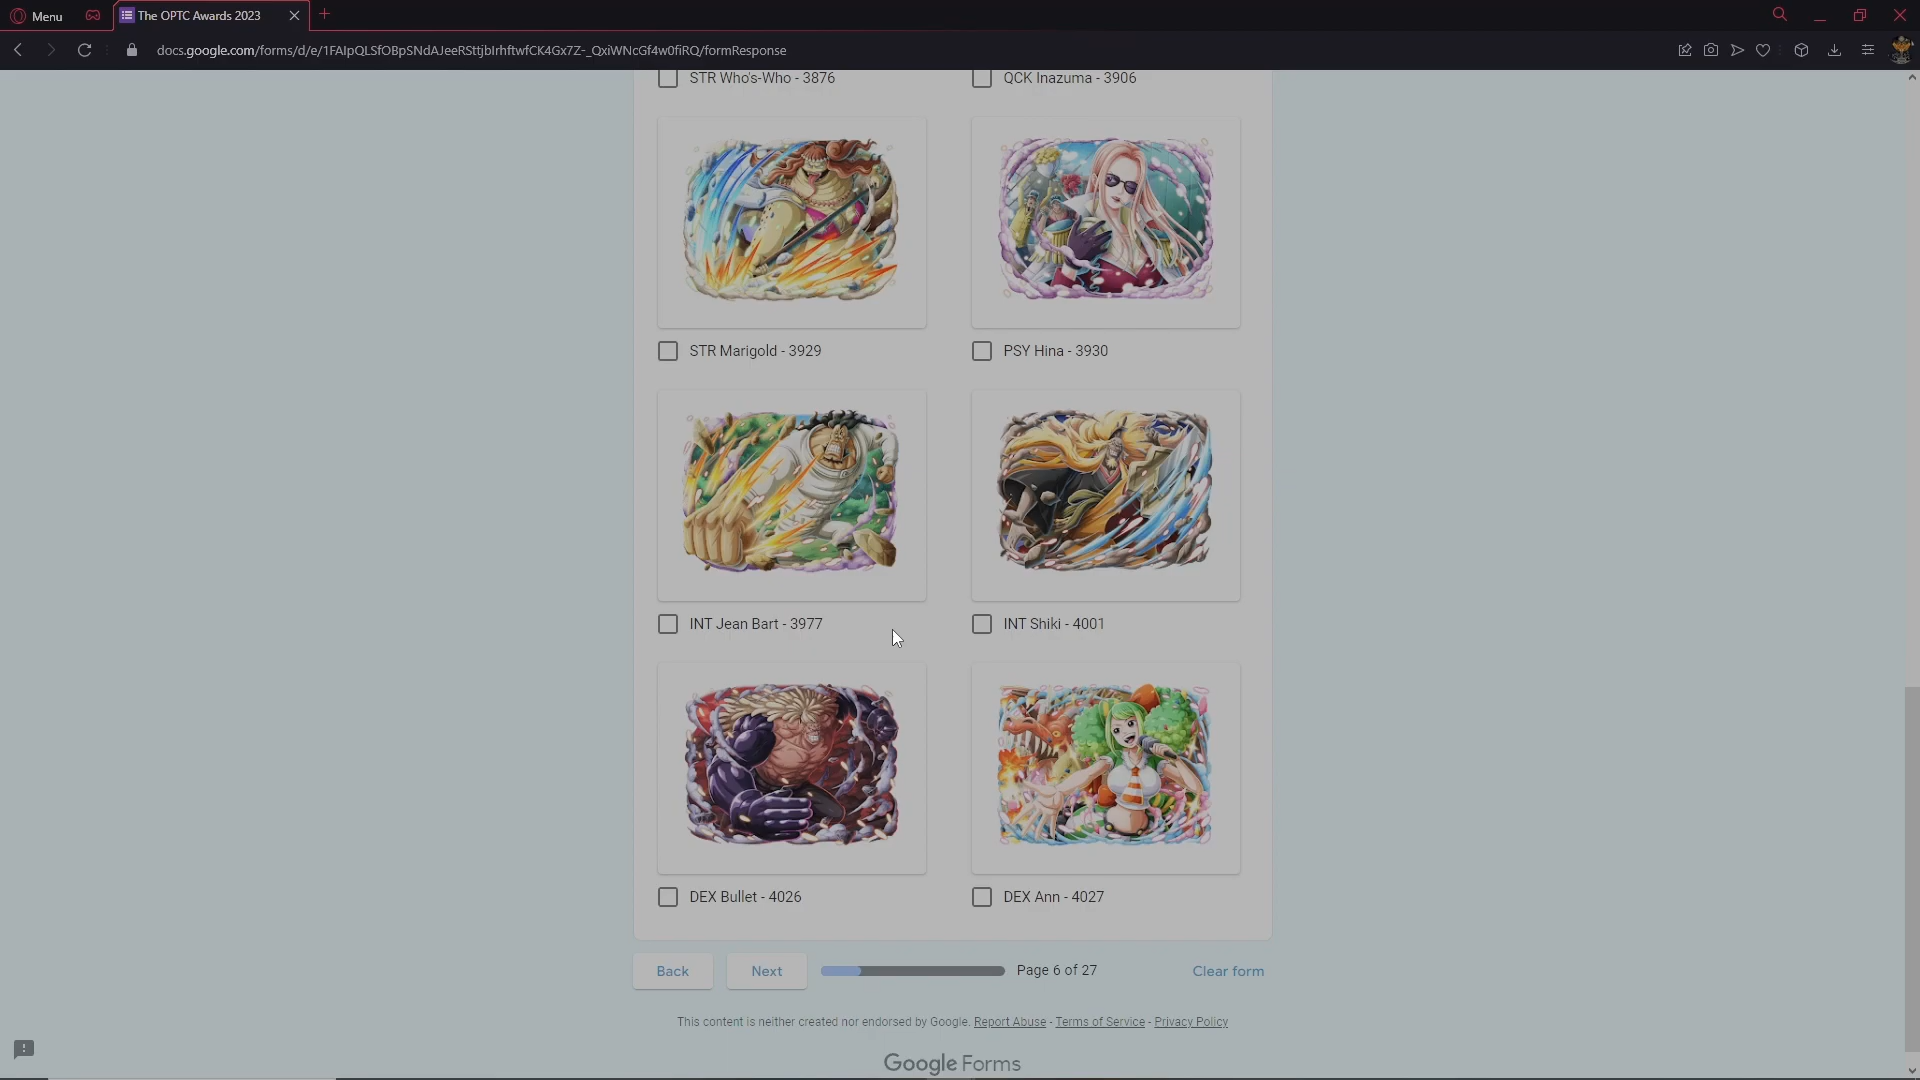 Menu
The OPTC Awards 2023
docs.google.com/forms/d/e/1FAIpQLSfOBpSNdAJeeRSttjbIrhftwfCK4Gx7Z-_QxiWNcGf4w0fiRQ/formResponse
STR Who's-Who - 3876
QCK Inazuma - 3906
STR Marigold - 3929
PSY Hina - 3930
INT Jean Bart - 3977
INT Shiki - 4001
DEX Bullet - 4026
DEX Ann - 4027
Back
Next
Page 6 of 27
Clear form
This content is neither created nor endorsed by Google. Report Abuse - Terms of Service - Privacy Policy
Google Forms